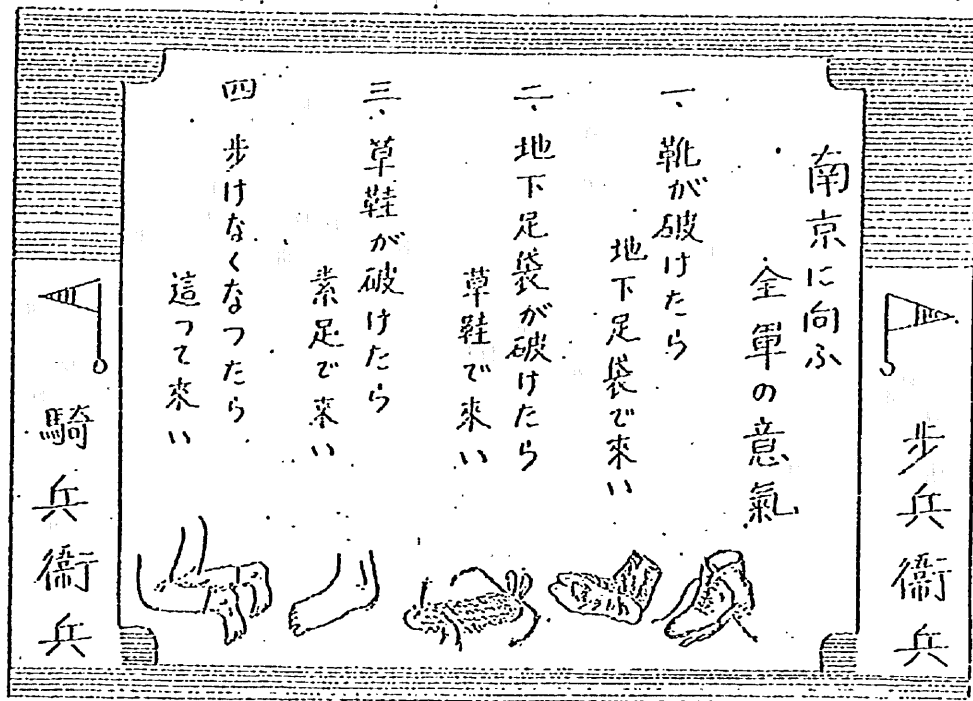 歩兵衞兵
南京に向ふ
全軍の意氣
一、靴が破けたら
地下足袋で來い
二、地下足袋が破けたら
草鞋で來い
三、草鞋が破けたら
素足で來い
四 歩けなくなつたら
這つて來い
騎兵衞兵